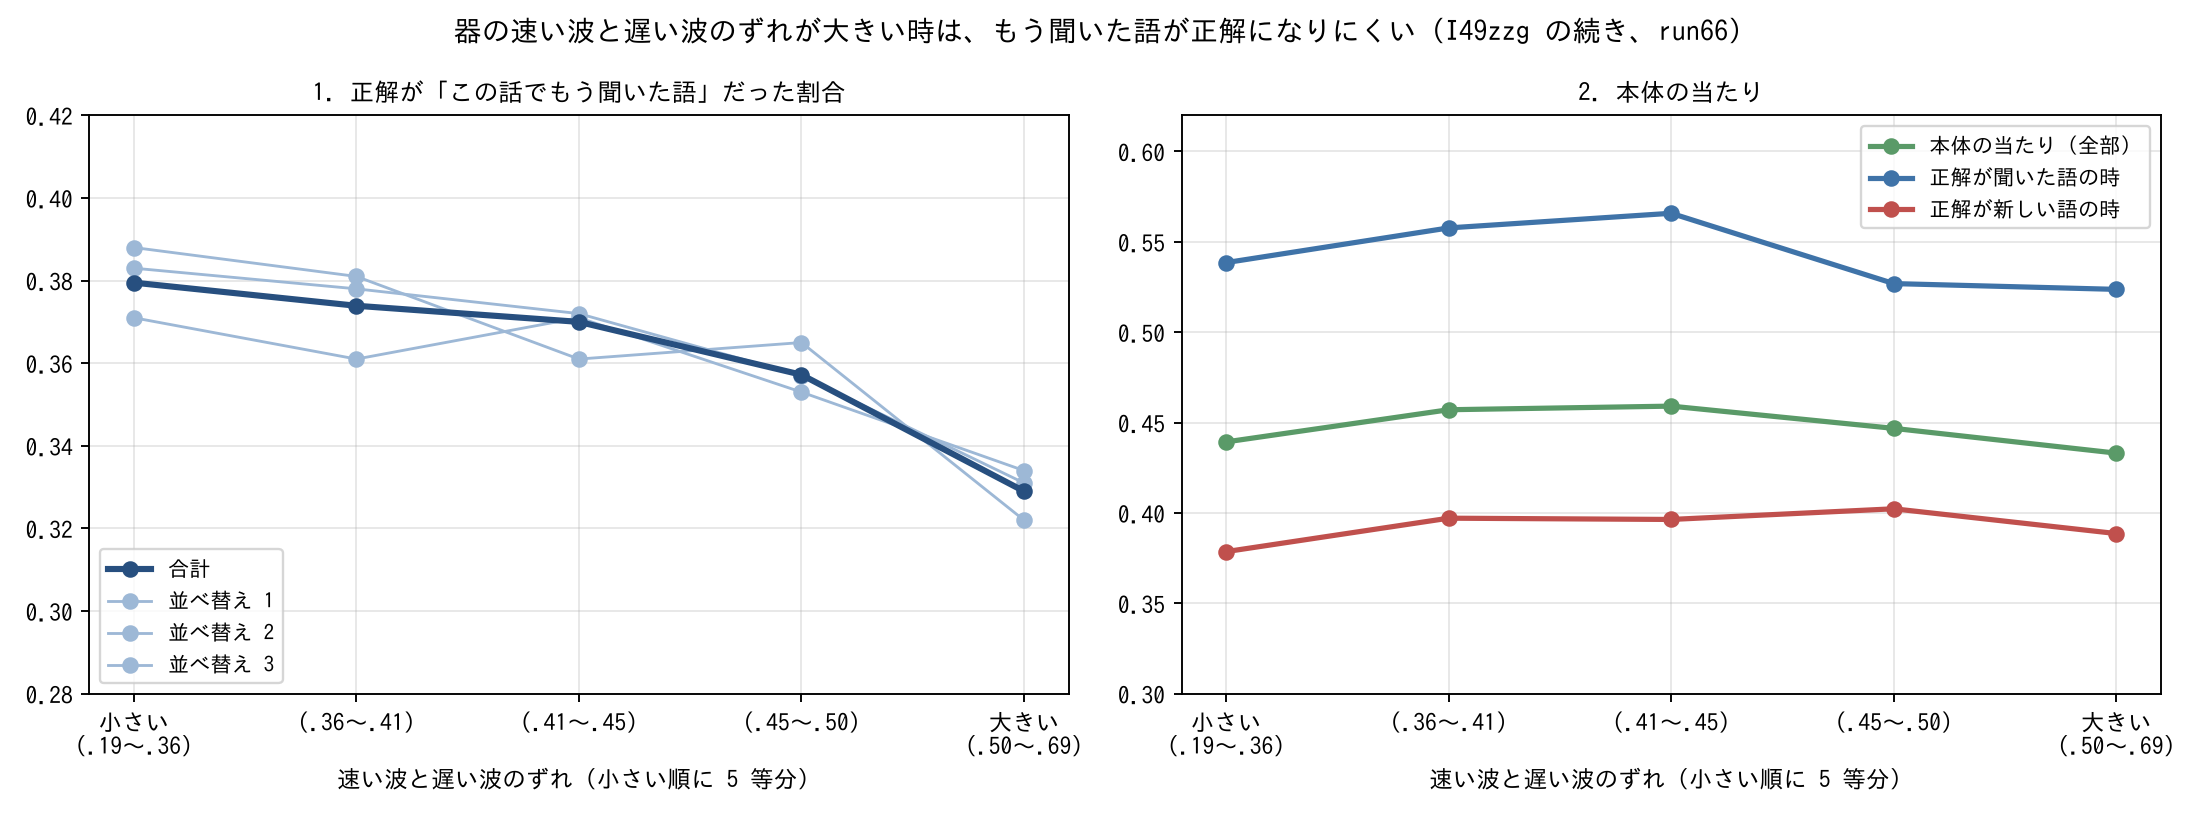 器の速い波と遅い波のずれが大きい時は、もう聞いた語が正解になりにくい（I49zzg の続き、run66）
1. 正解が「この話でもう聞いた語」だった割合
0.42
0.40
0.38
0.36
0.34
0.32
0.30
0.28
合計
並べ替え 1
並べ替え 2
並べ替え 3
小さい
(.19〜.36)
(.36〜.41)
(.41〜.45)
(.45〜.50)
大きい
(.50〜.69)
速い波と遅い波のずれ（小さい順に 5 等分）
2. 本体の当たり
0.60
0.55
0.50
0.45
0.40
0.35
0.30
本体の当たり（全部）
正解が聞いた語の時
正解が新しい語の時
小さい
(.19〜.36)
(.36〜.41)
(.41〜.45)
(.45〜.50)
大きい
(.50〜.69)
速い波と遅い波のずれ（小さい順に 5 等分）